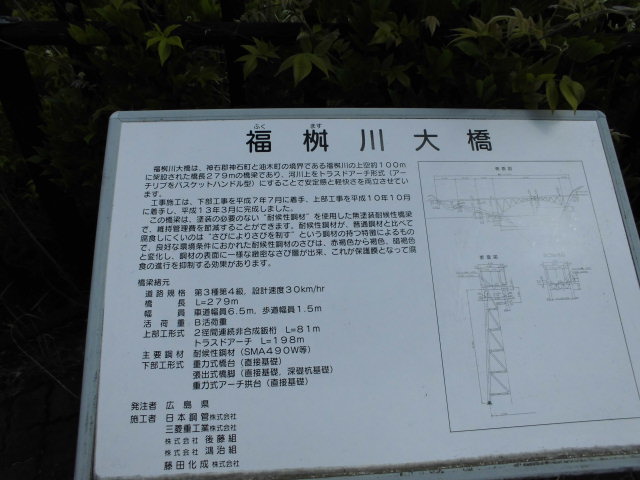 ふく ます
福桝川大橋
福桝川大橋は、神石郡神石町と油木町の境界である福桝川の上空約100m
に架設された橋長279mの橋梁であり、河川上をトラスドアーチ形式（アー
チリブをバスケットハンドル型）にすることで安定感と軽快さを両立させてい
ます。
工事施工は、下部工事を平成7年7月に着手、上部工事を平成10年10月
に着手し、平成13年3月に完成しました。
この橋梁は、塗装の必要のない"耐候性鋼材"を使用した無塗装耐候性橋梁
で、維持管理費を節減することができます。耐候性鋼材が、普通鋼材と比べて
腐食しにくいのは"さびによりさびを制す"という鋼材の持つ特徴によるもの
で、良好な環境条件におかれた耐候性鋼材のさびは、赤褐色から褐色、暗褐色
と変化し、鋼材の表面に一様な緻密なさび層が出来、これが保護膜となって腐
食の進行を抑制する効果があります。
橋梁緒元
道路規格 第3種第4級，設計速度30km/hr
橋長 L=279m
幅員 車道幅員6.5m，歩道幅員1.5m
活荷重 B活荷重
上部工形式 2径間連続非合成鈑桁 L=81m
トラスドアーチ L=198m
主要鋼材 耐候性鋼材（SMA490W等）
下部工形式 重力式橋台（直接基礎）
張出式橋脚（直接基礎，深礎杭基礎）
重力式アーチ拱台（直接基礎）
発注者 広島県
施工者 日本鋼管株式会社
三菱重工業株式会社
株式会社 後藤組
株式会社 鴻治組
藤田化成株式会社